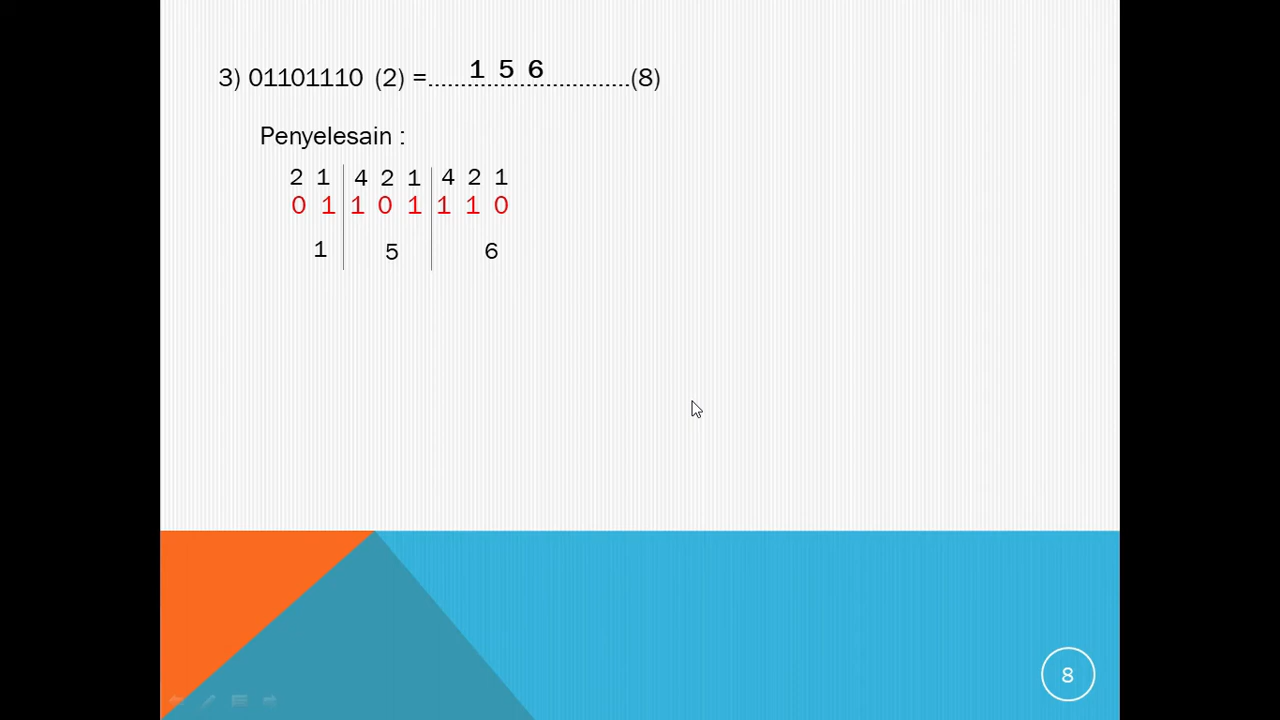 3) 01101110 (2) =...............................(8)
1 5 6
Penyelesain :
2 1 4 2 1 4 2 1
0 1 1 0 1 1 1 0
1 5 6
8